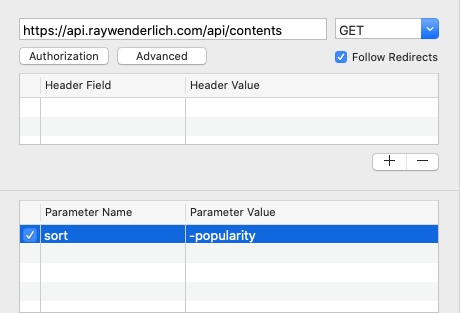 https://api.raywenderlich.com/api/contents GET
Authorization Advanced Follow Redirects
Header Field Header Value
Parameter Name Parameter Value
sort -popularity